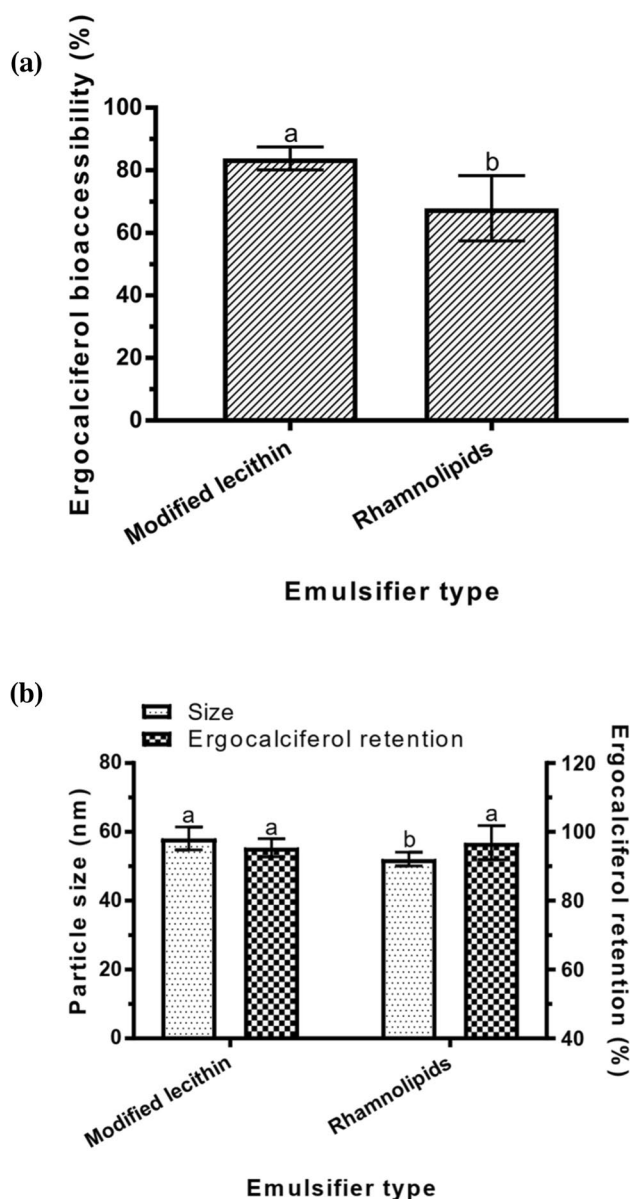 (a)
Ergocalciferol bioaccessibility (%)
100
80
60
40
20
0
a
b
Modified lecithin
Rhamnolipids
Emulsifier type
(b)
Size
Ergocalciferol retention
Particle size (nm)
80
60
40
20
0
a
a
b
a
120
100
80
60
40
Ergocalciferol retention (%)
Modified lecithin
Rhamnolipids
Emulsifier type